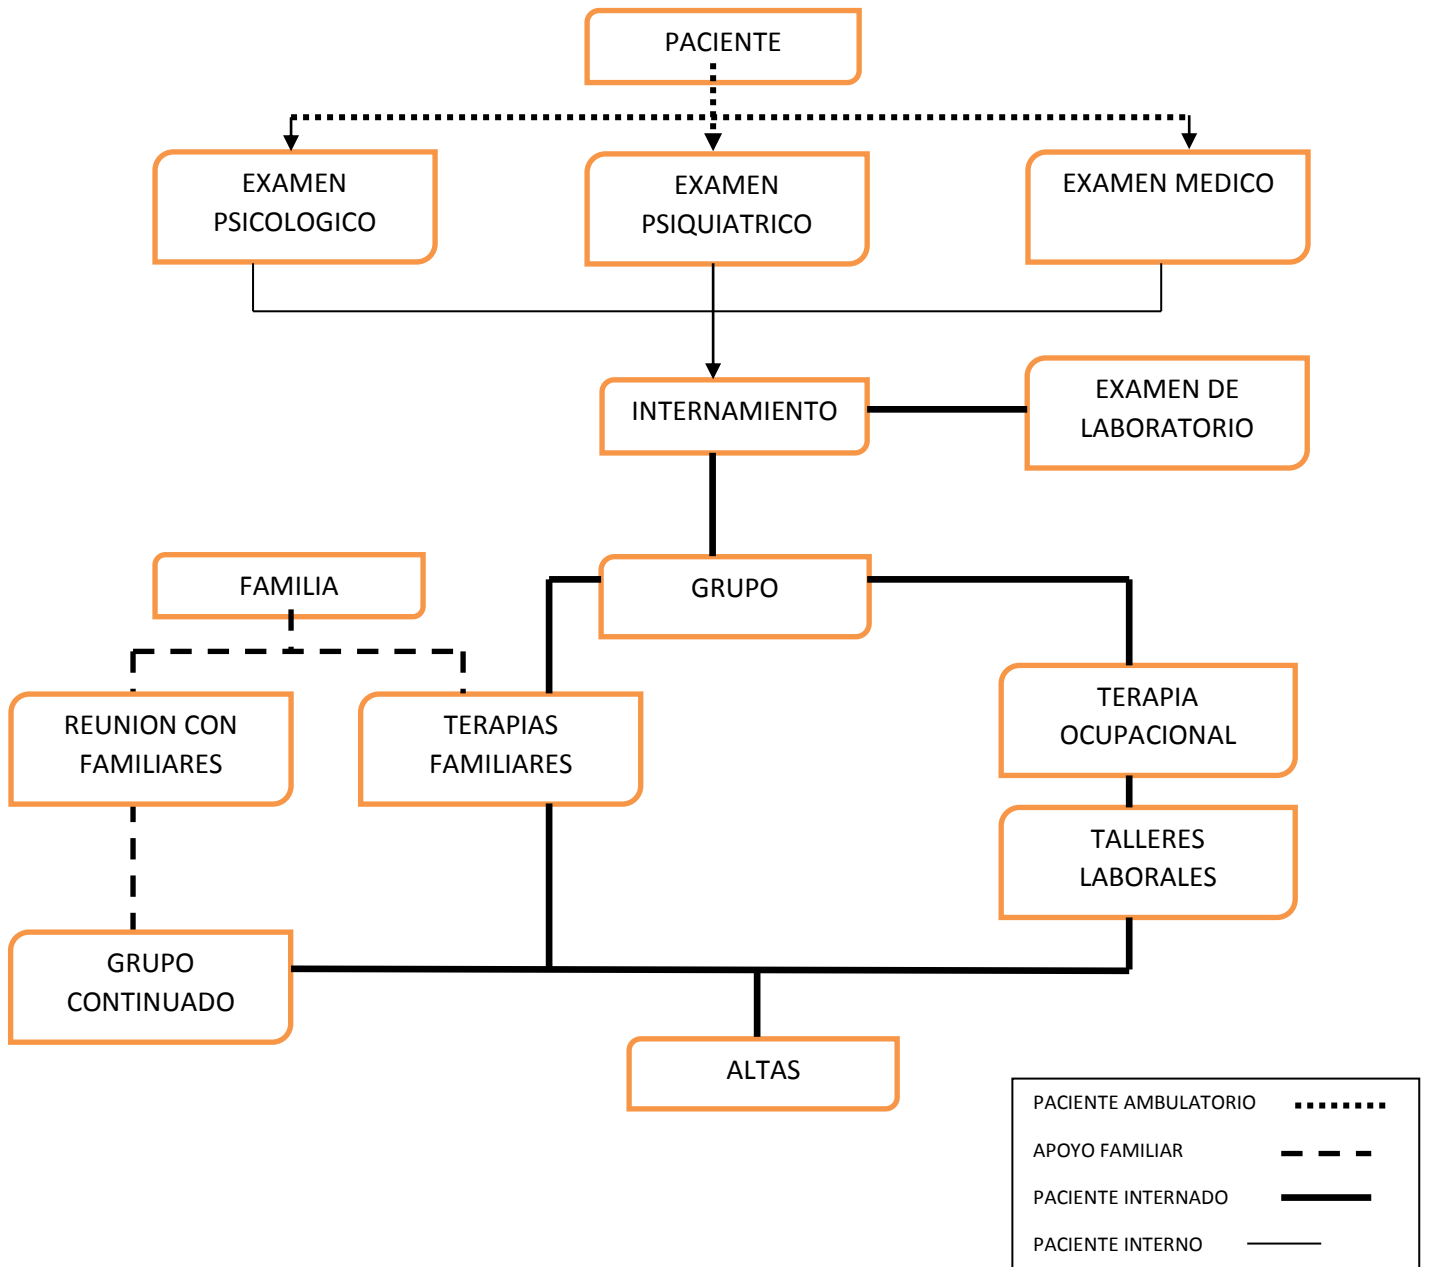 PACIENTE
EXAMEN
PSICOLOGICO
EXAMEN
PSIQUIATRICO
EXAMEN MEDICO
INTERNAMIENTO
EXAMEN DE
LABORATORIO
FAMILIA
GRUPO
REUNION CON
FAMILIARES
TERAPIAS
FAMILIARES
TERAPIA
OCUPACIONAL
TALLERES
LABORALES
GRUPO
CONTINUADO
ALTAS
PACIENTE AMBULATORIO
APOYO FAMILIAR
PACIENTE INTERNADO
PACIENTE INTERNO